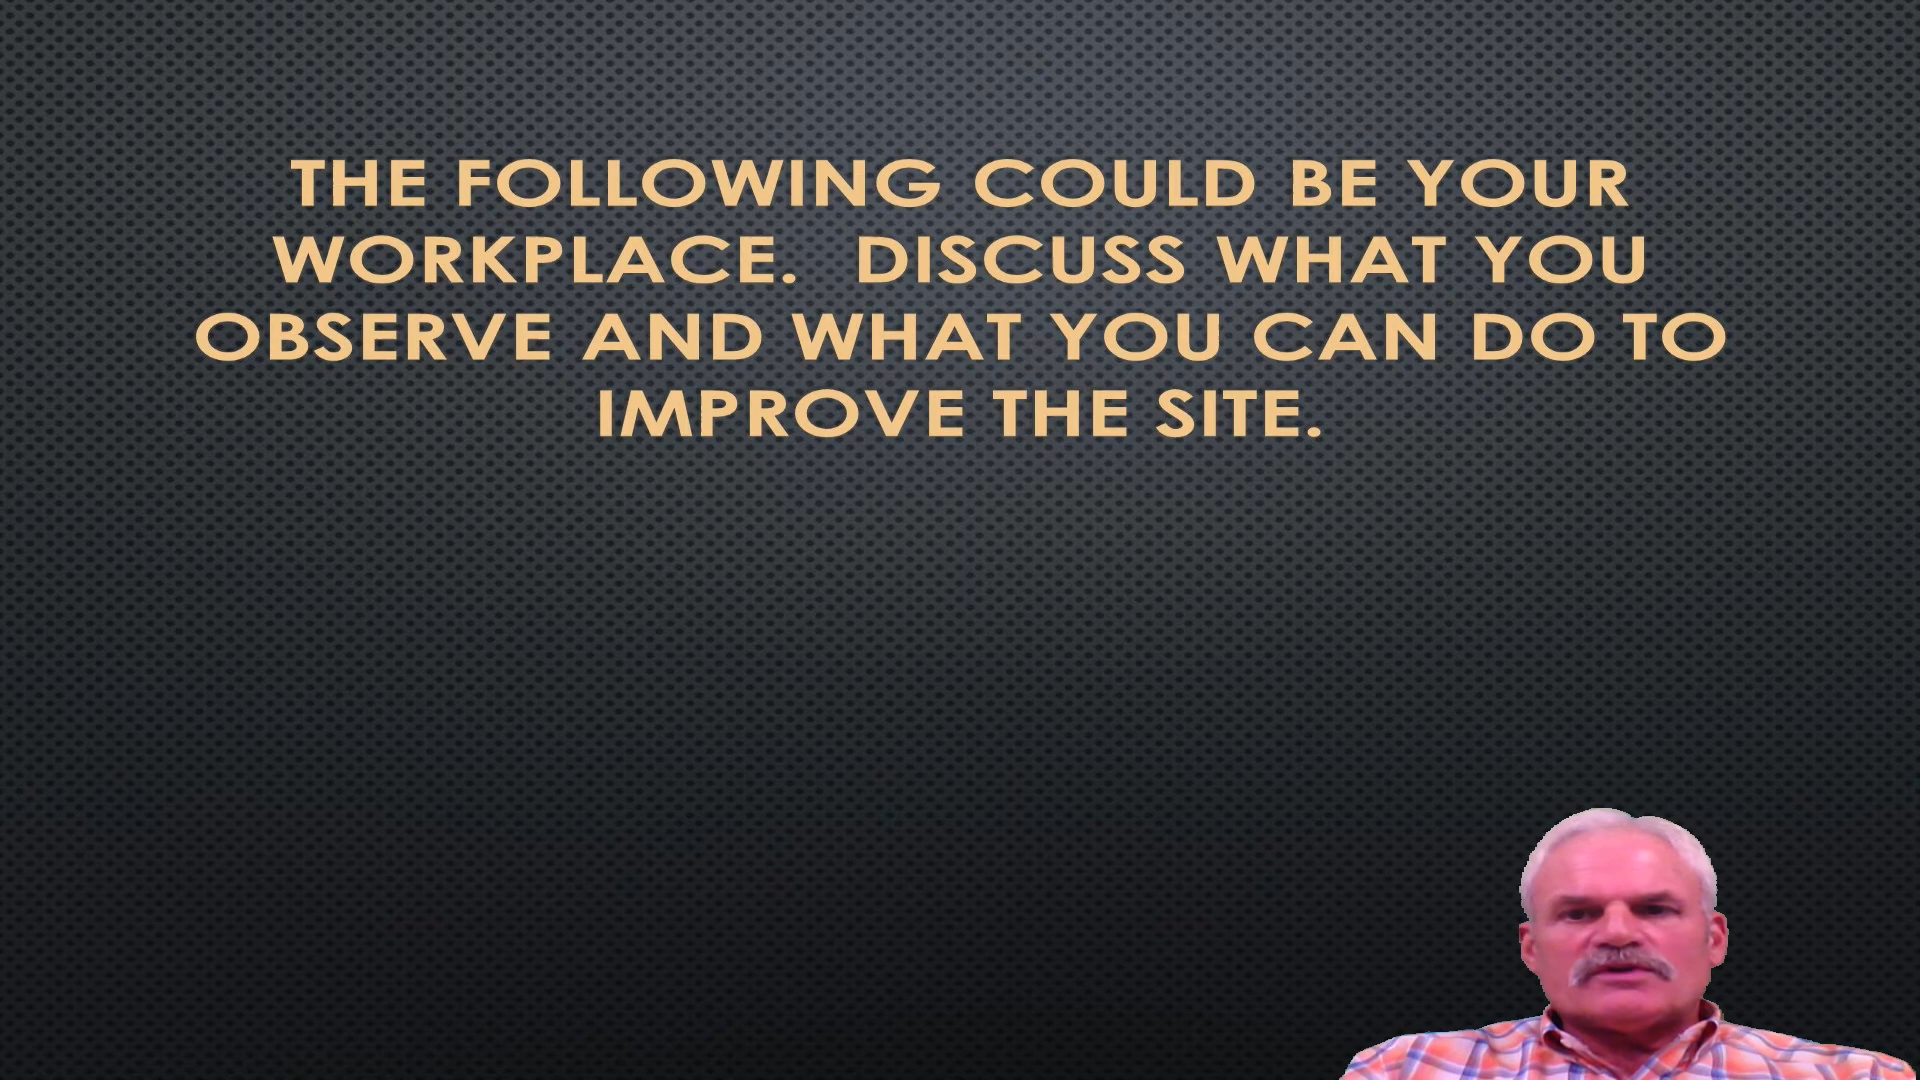 THE FOLLOWING COULD BE YOUR
WORKPLACE.  DISCUSS WHAT YOU
OBSERVE AND WHAT YOU CAN DO TO
IMPROVE THE SITE.